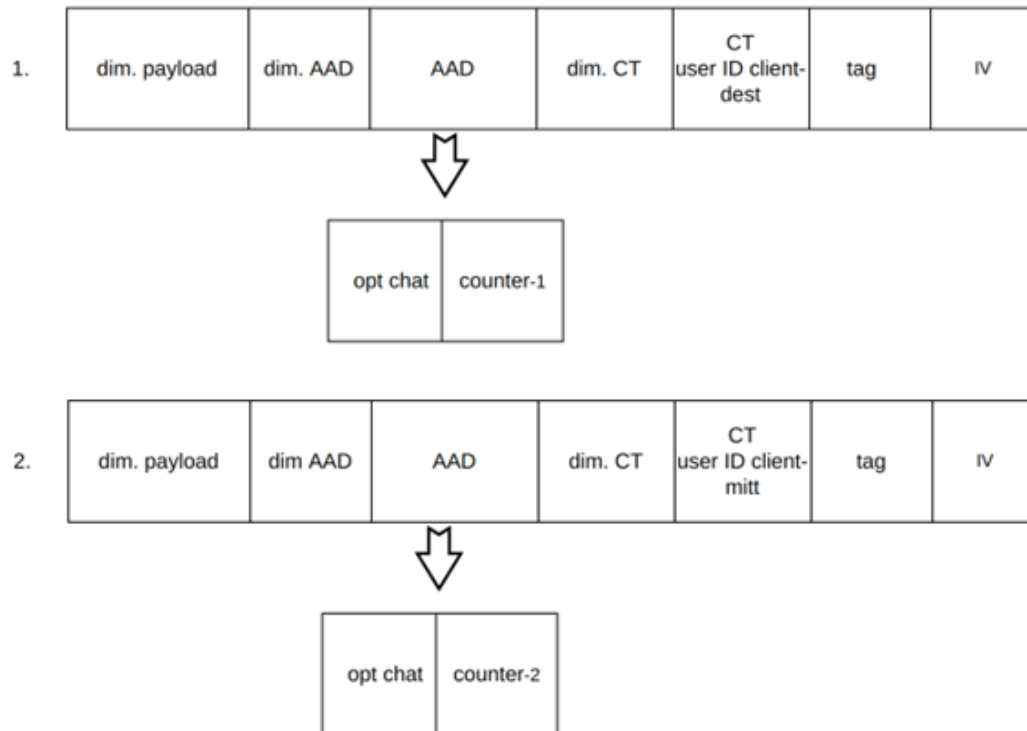 1.
dim. payload
dim. AAD
AAD
dim. CT
CT
user ID client-
dest
tag
IV
opt chat
counter-1
2.
dim. payload
dim AAD
AAD
dim. CT
CT
user ID client-
mitt
tag
IV
opt chat
counter-2